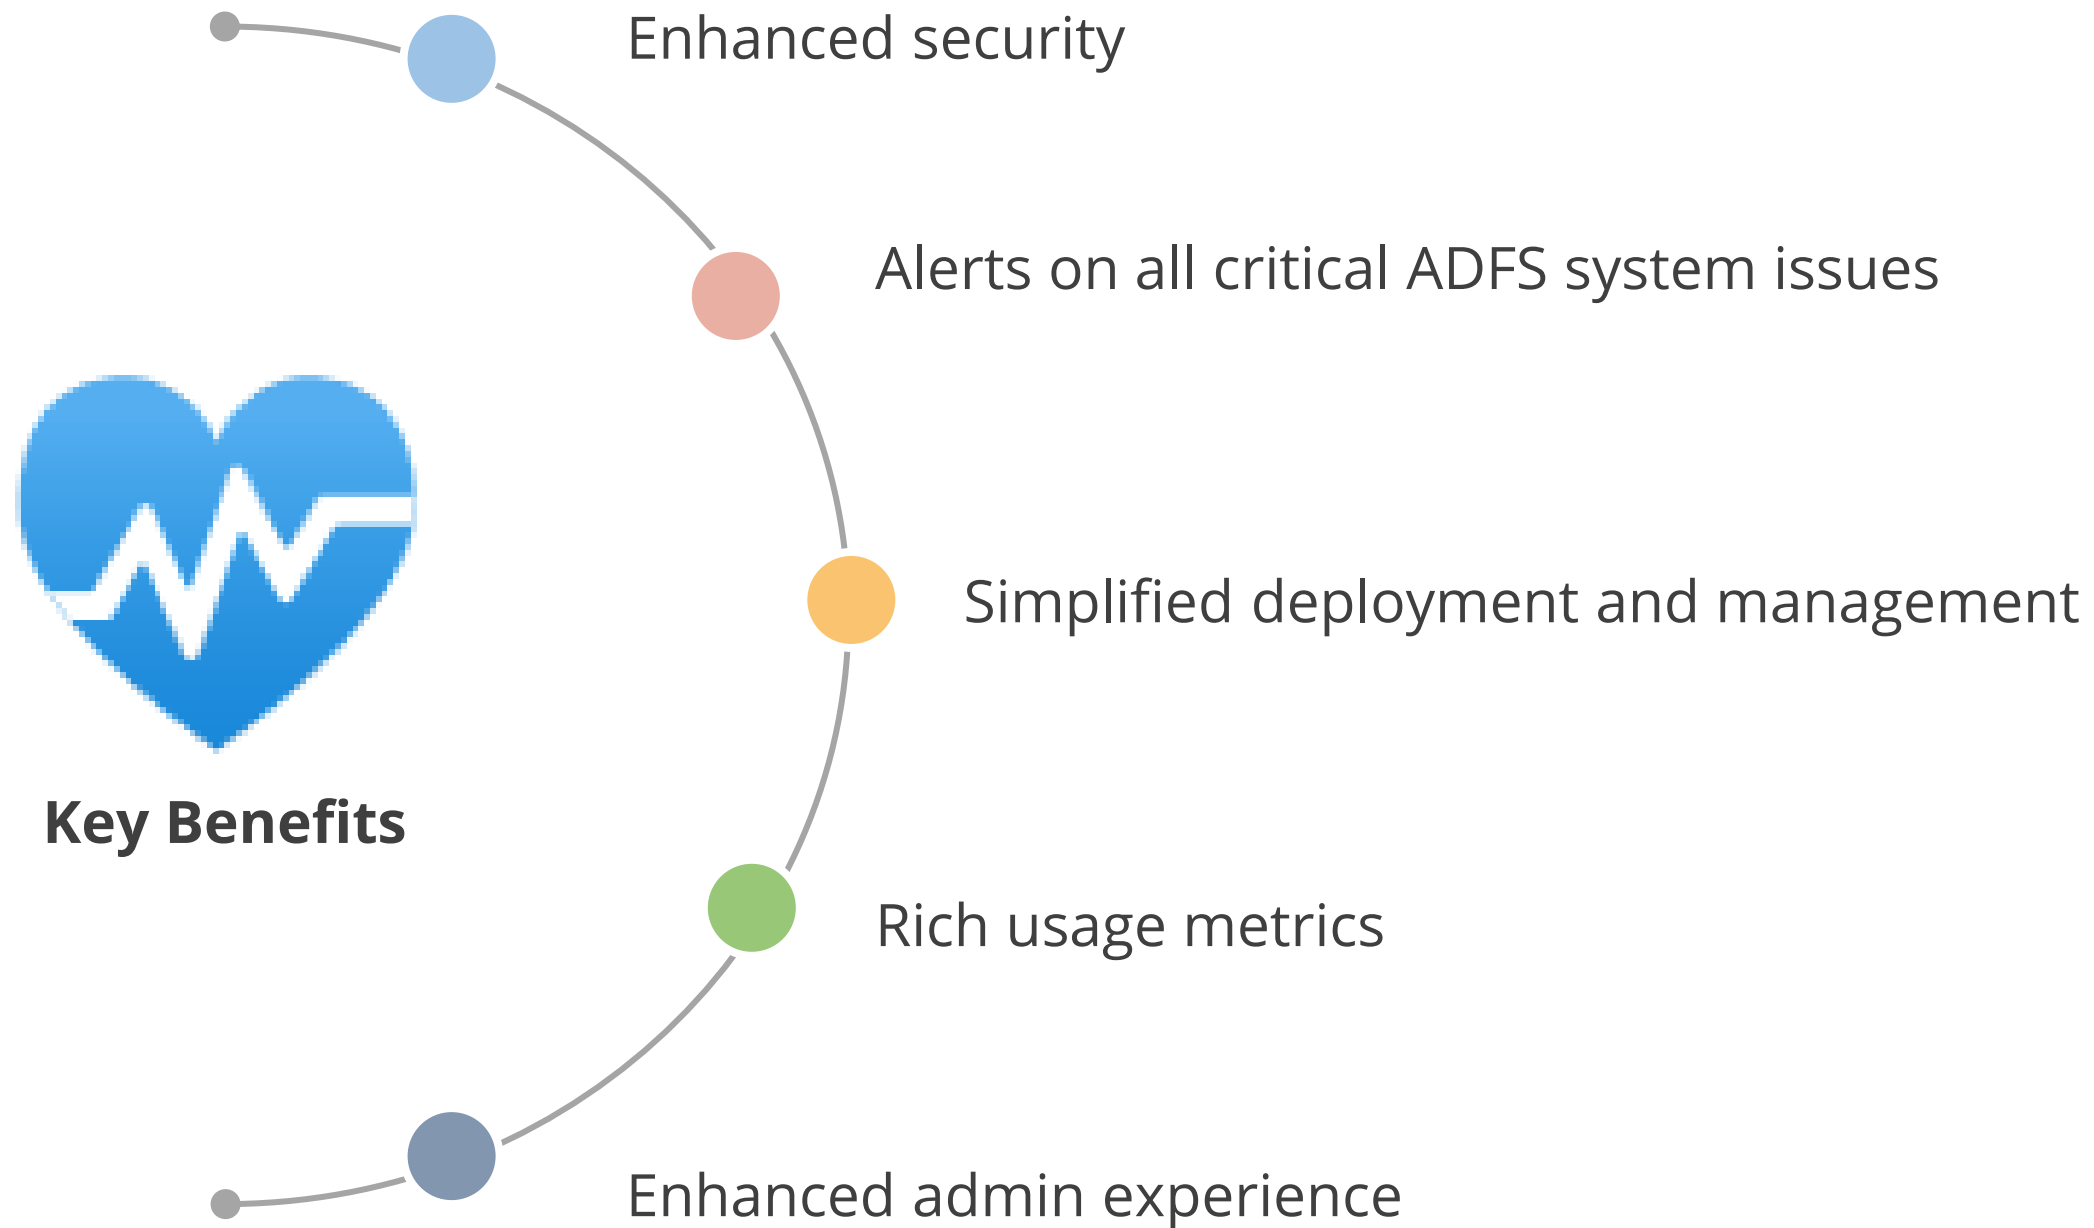 Enhanced security
Alerts on all critical ADFS system issues
Simplified deployment and management
Key Benefits
Rich usage metrics
Enhanced admin experience